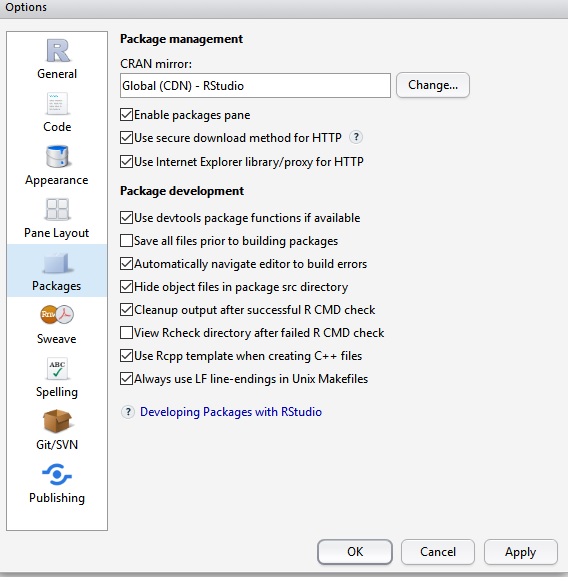 Options
General
Code
Appearance
Pane Layout
Packages
Sweave
Spelling
Git/SVN
Publishing
Package management
CRAN mirror:
Global (CDN) - RStudio
Change...
Enable packages pane
Use secure download method for HTTP ?
Use Internet Explorer library/proxy for HTTP
Package development
Use devtools package functions if available
Save all files prior to building packages
Automatically navigate editor to build errors
Hide object files in package src directory
Cleanup output after successful R CMD check
View Rcheck directory after failed R CMD check
Use Rcpp template when creating C++ files
Always use LF line-endings in Unix Makefiles
? Developing Packages with RStudio
OK Cancel Apply
R
Rnw
ABC